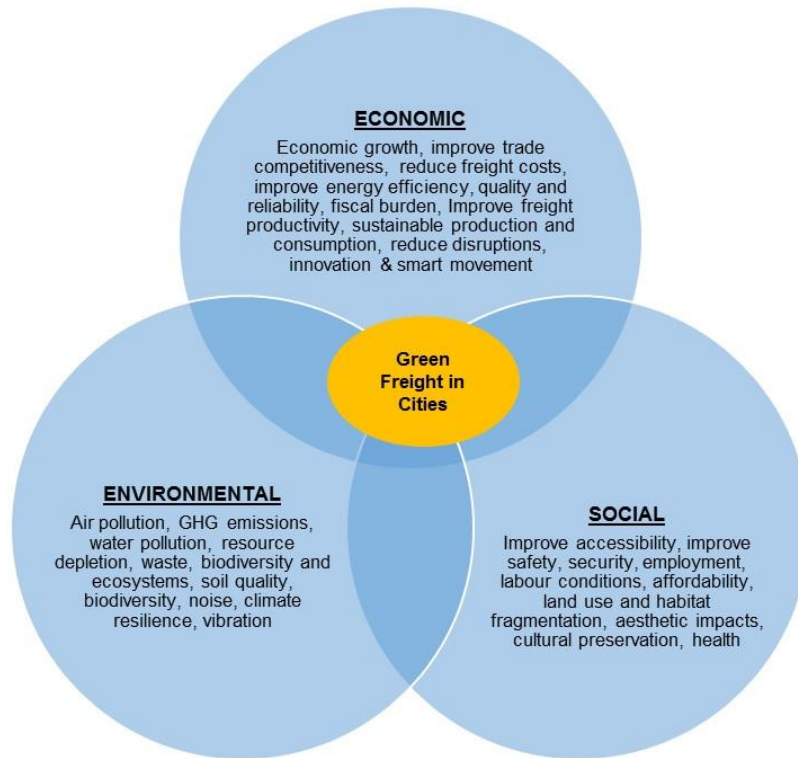 ECONOMIC
Economic growth, improve trade
competitiveness, reduce freight costs,
improve energy efficiency, quality and
reliability, fiscal burden, Improve freight
productivity, sustainable production and
consumption, reduce disruptions,
innovation & smart movement
Green
Freight in
Cities
ENVIRONMENTAL
Air pollution, GHG emissions,
water pollution, resource
depletion, waste, biodiversity and
ecosystems, soil quality,
biodiversity, noise, climate
resilience, vibration
SOCIAL
Improve accessibility, improve
safety, security, employment,
labour conditions, affordability,
land use and habitat
fragmentation, aesthetic impacts,
cultural preservation, health